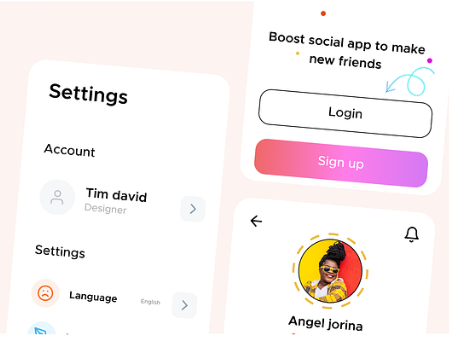 Settings
Account
Tim david
Designer
Settings
Language
English
Boost social app to make
new friends
Login
Sign up
Angel jorina